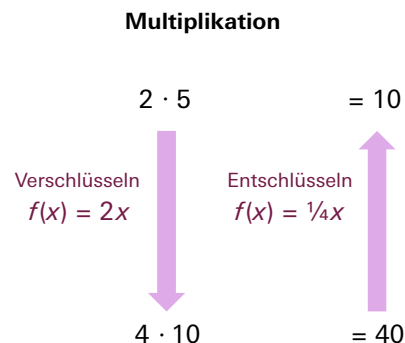 Multiplikation
2 · 5 = 10
Verschlüsseln Entschlüsseln
f(x) = 2x f(x) = ¼x
4 · 10 = 40